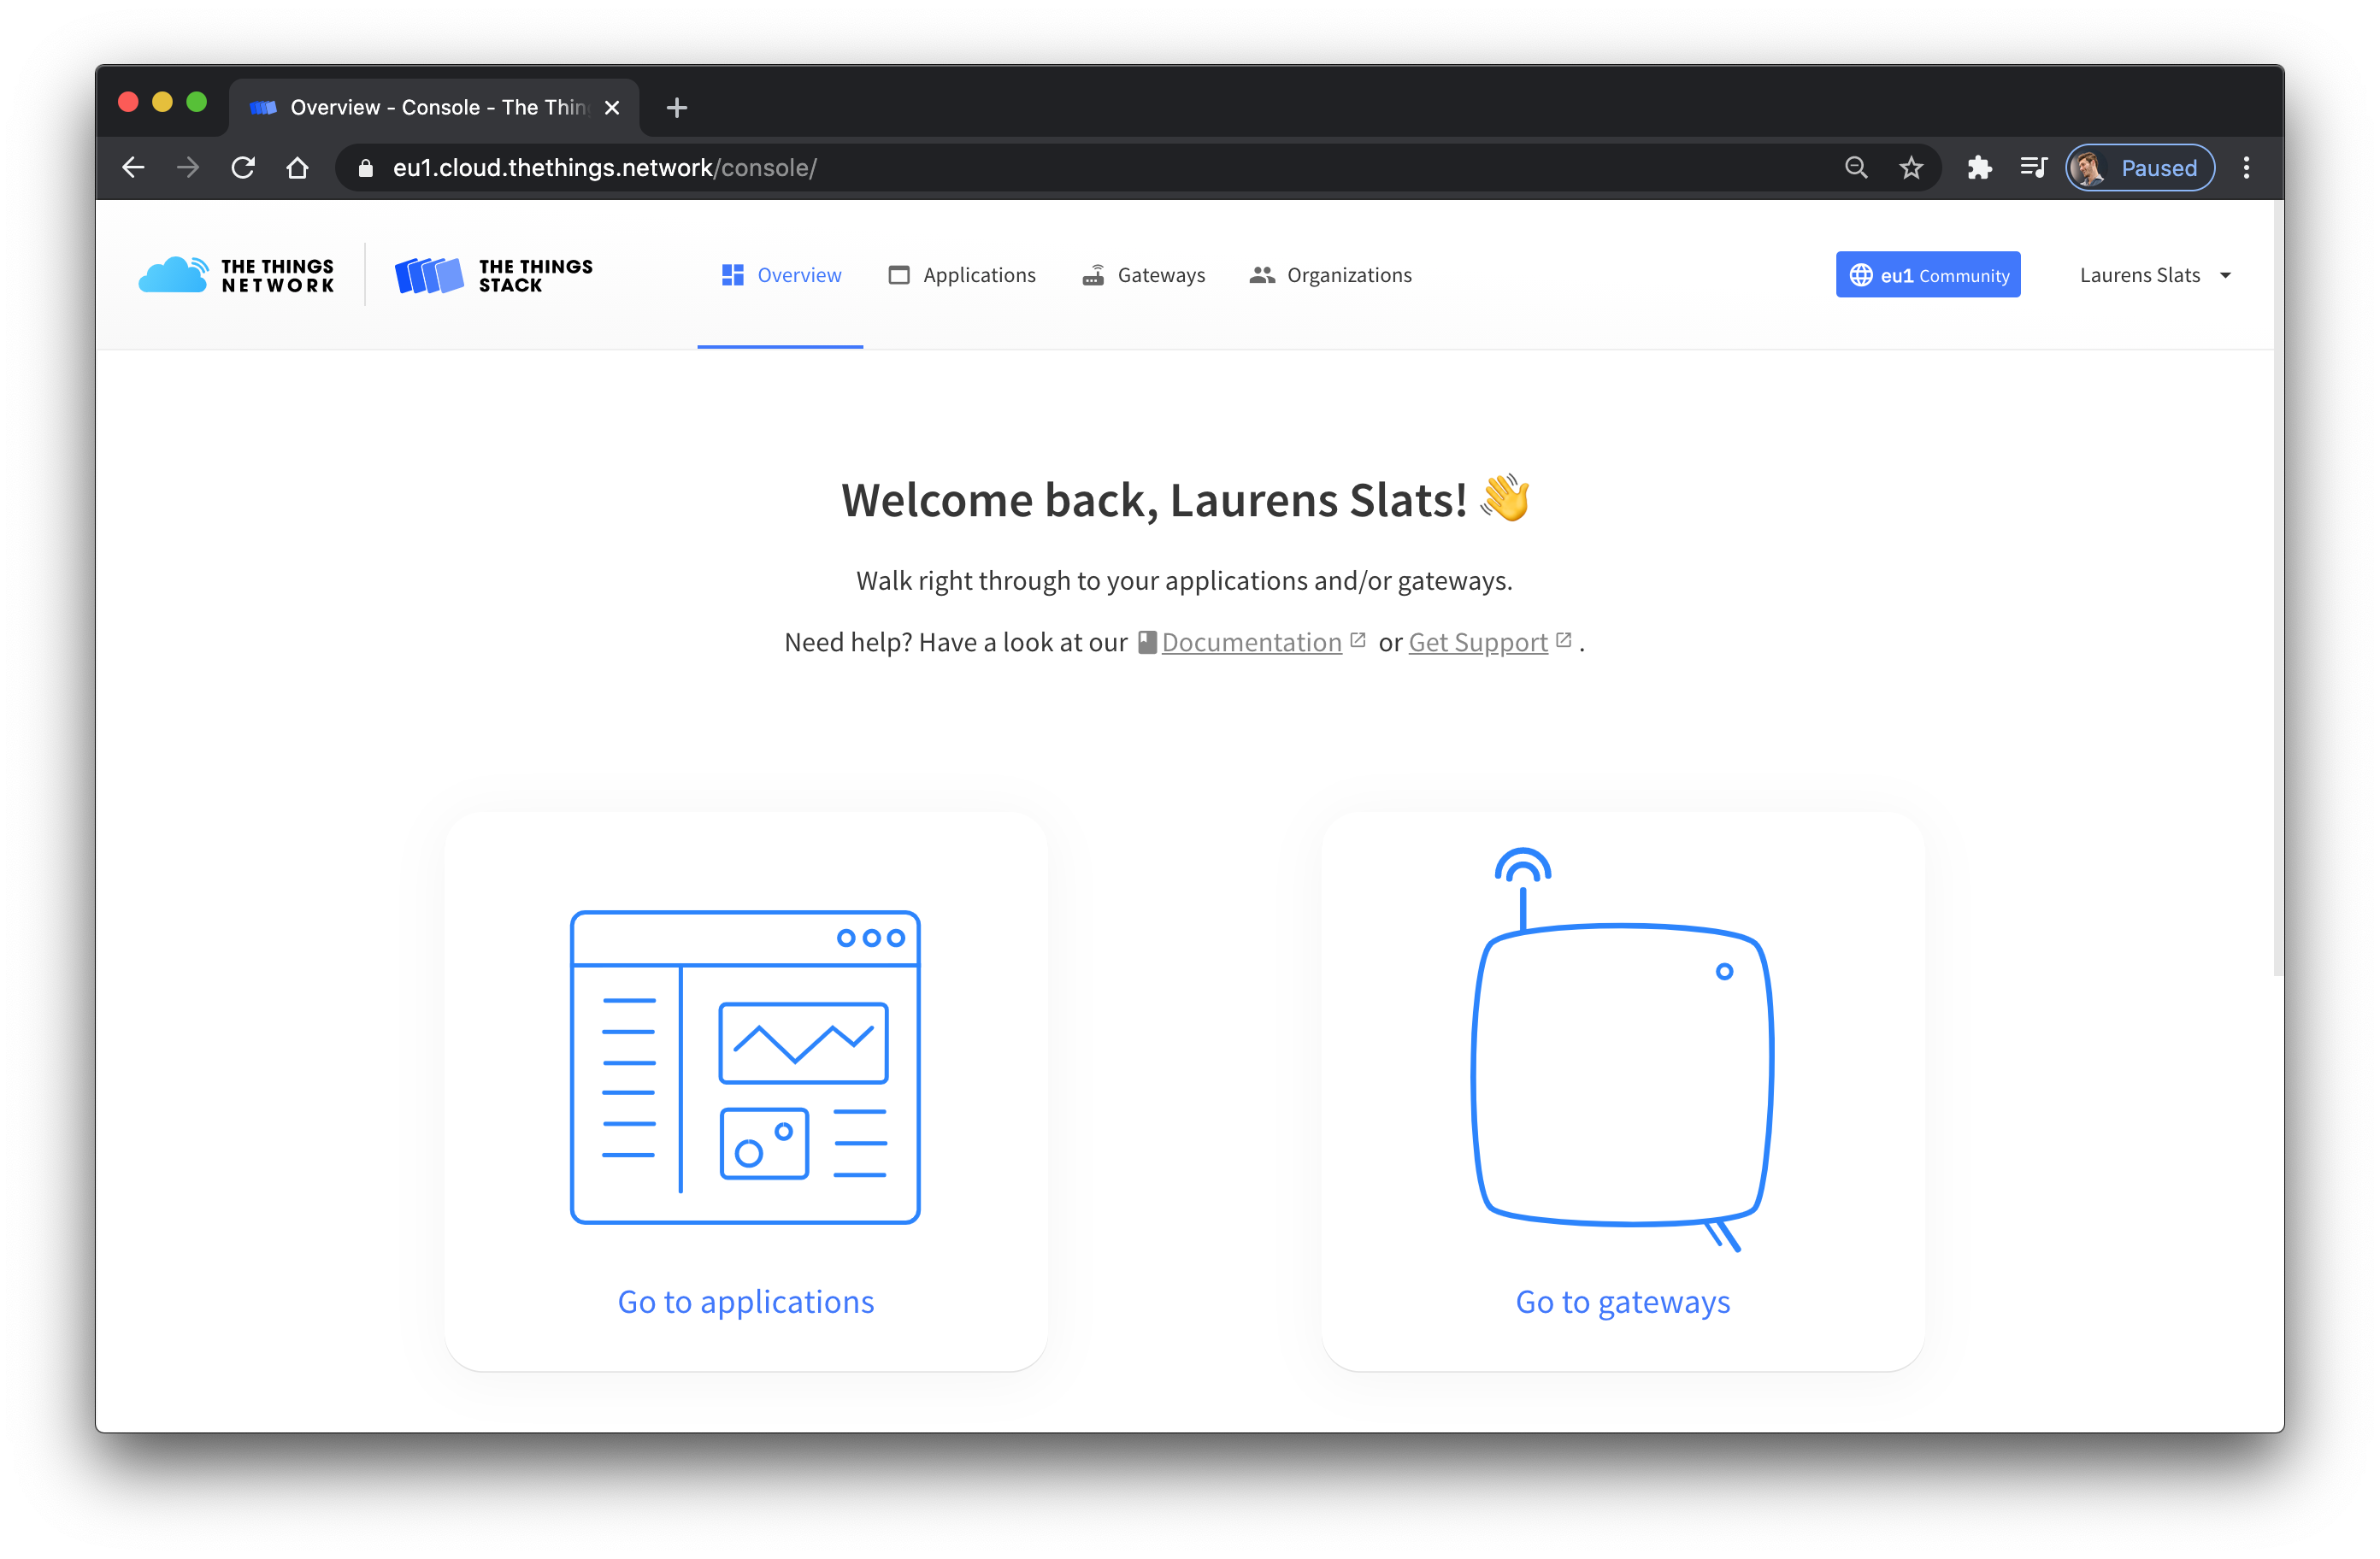 Overview - Console - The Thin
eu1.cloud.thethings.network/console/
Paused
THE THINGS
NETWORK
THE THINGS
STACK
Overview
Applications
Gateways
Organizations
eu1 Community
Laurens Slats
Welcome back, Laurens Slats! 👋
Walk right through to your applications and/or gateways.
Need help? Have a look at our Documentation or Get Support .
Go to applications
Go to gateways